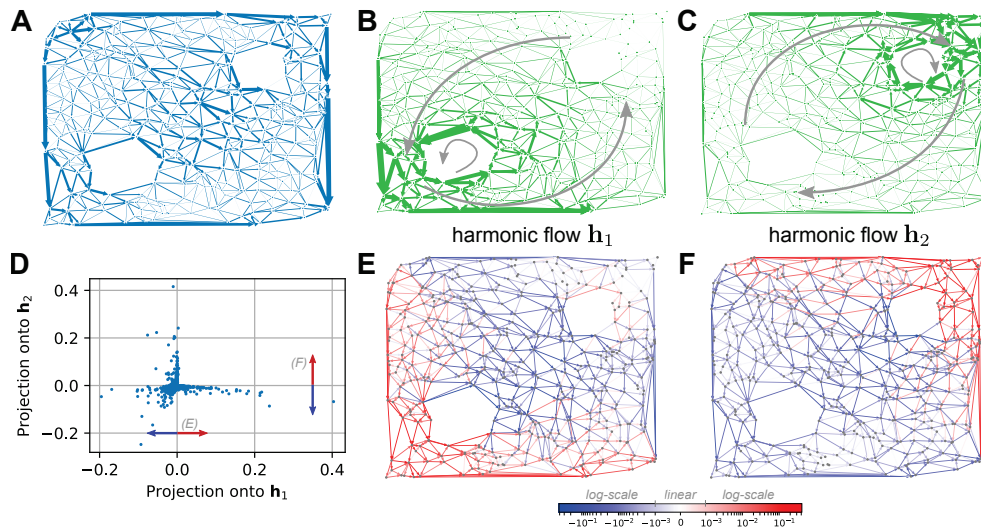 A
B
C
harmonic flow h₁
harmonic flow h₂
D
E
F
Projection onto h₂
0.4
0.2
0.0
−0.2
(F)
(E)
−0.2
0.0
0.2
0.4
Projection onto h₁
log-scale linear log-scale
−10⁻¹ −10⁻² −10⁻³ 0 10⁻³ 10⁻² 10⁻¹